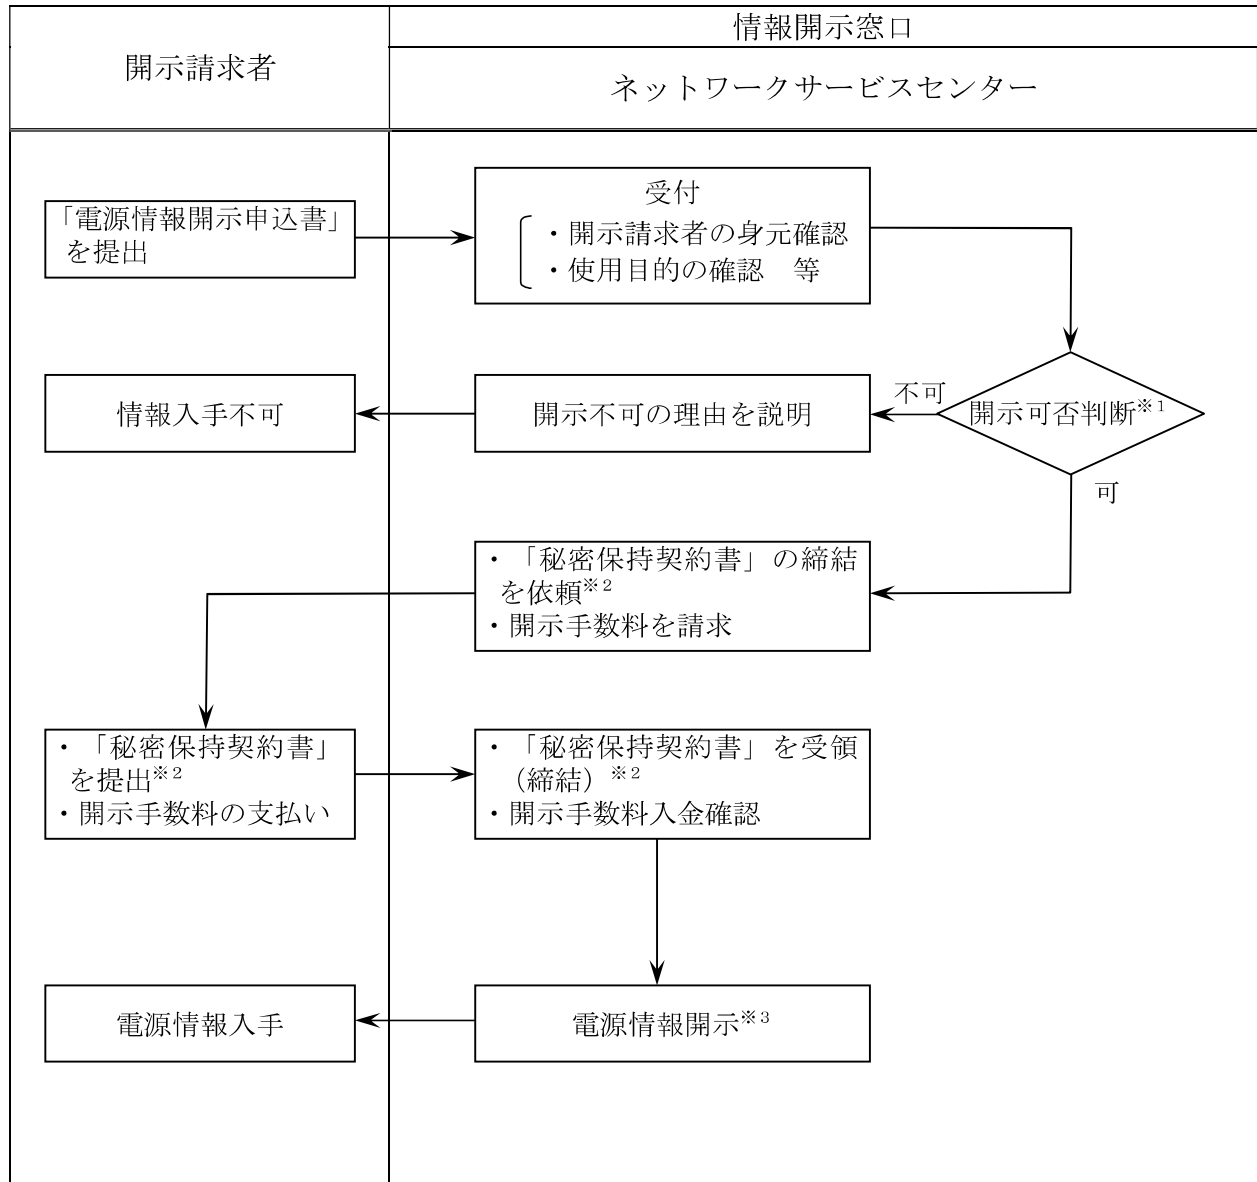 情報開示窓口
開示請求者
ネットワークサービスセンター
受付
・開示請求者の身元確認
・使用目的の確認　等
「電源情報開示申込書」
を提出
情報入手不可
開示不可の理由を説明
不可
開示可否判断※1
可
・「秘密保持契約書」の締結
を依頼※2
・開示手数料を請求
・「秘密保持契約書」
を提出※2
・開示手数料の支払い
・「秘密保持契約書」を受領
（締結）※2
・開示手数料入金確認
電源情報入手
電源情報開示※3